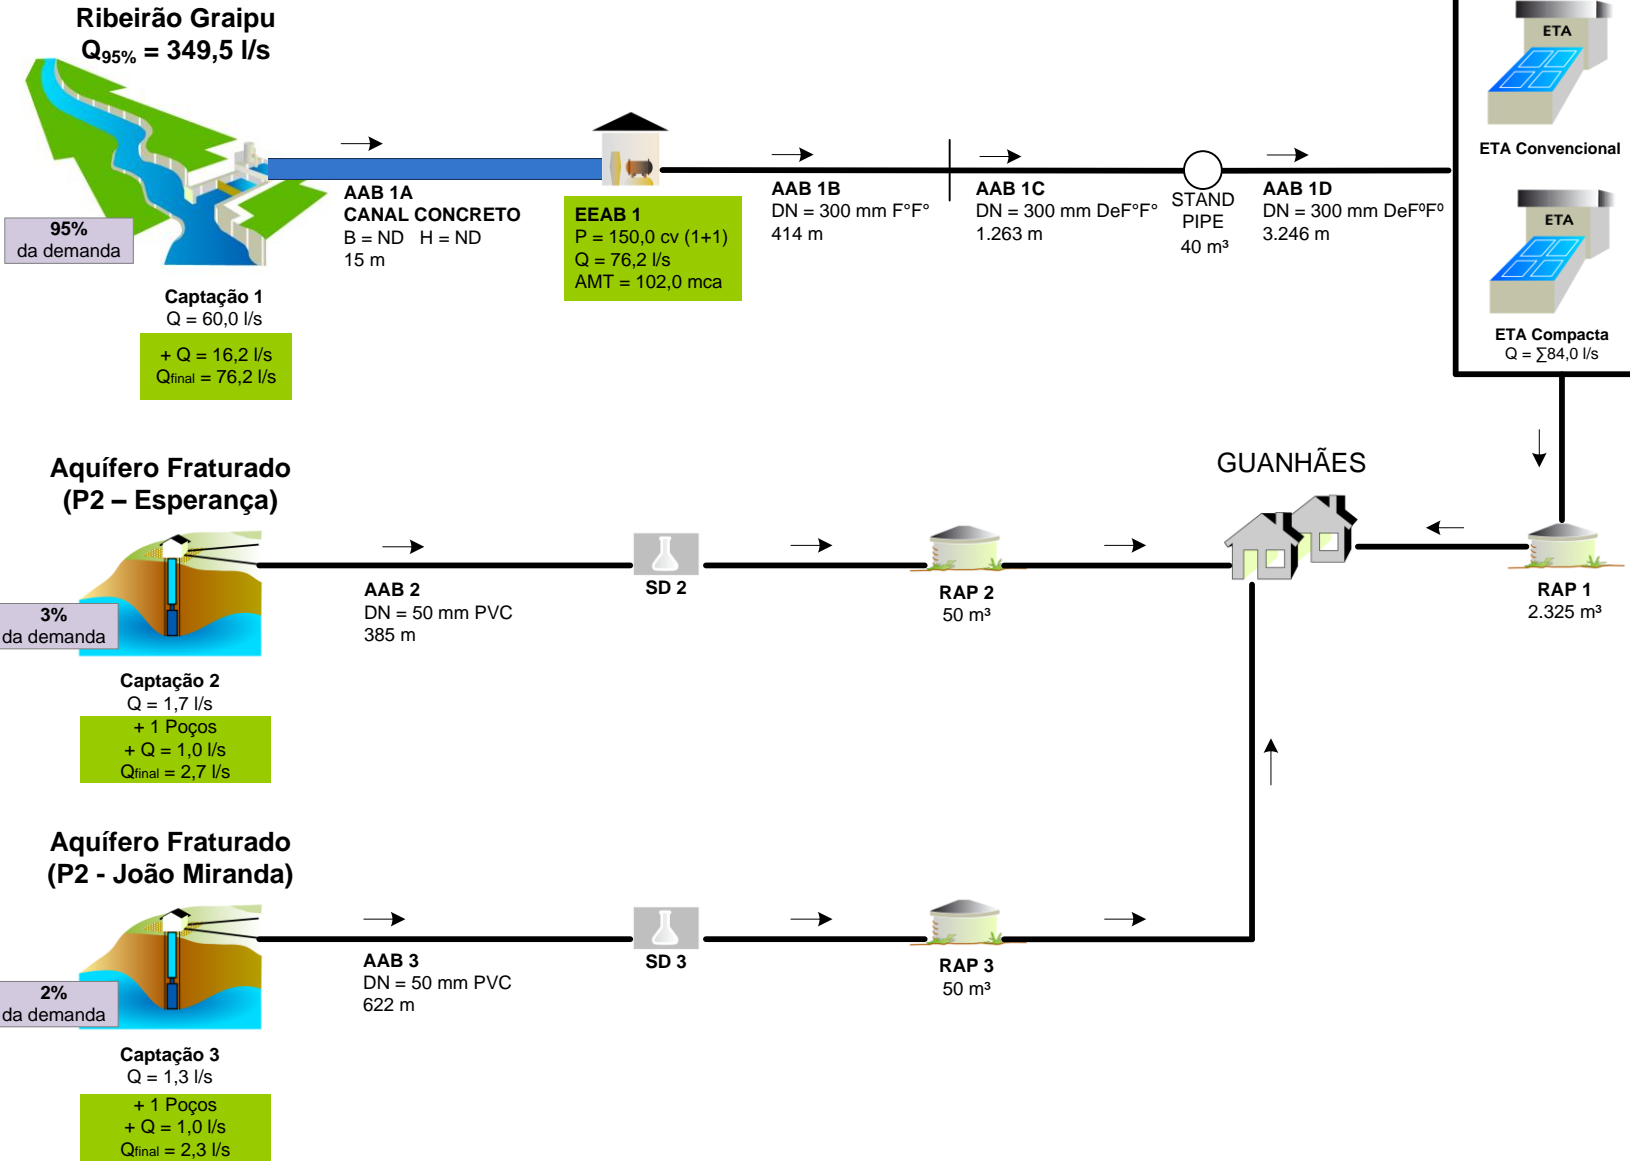 Ribeirão Graipu
Q95% = 349,5 l/s
95%
da demanda
Captação 1
Q = 60,0 l/s
+ Q = 16,2 l/s
Qfinal = 76,2 l/s
AAB 1A
CANAL CONCRETO
B = ND H = ND
15 m
EEAB 1
P = 150,0 cv (1+1)
Q = 76,2 l/s
AMT = 102,0 mca
AAB 1B
DN = 300 mm F°F°
414 m
AAB 1C
DN = 300 mm DeF°F°
1.263 m
STAND
PIPE
40 m³
AAB 1D
DN = 300 mm DeFºFº
3.246 m
ETA
ETA Convencional
ETA
ETA Compacta
Q = ∑84,0 l/s
Aquífero Fraturado
(P2 – Esperança)
3%
da demanda
Captação 2
Q = 1,7 l/s
+ 1 Poços
+ Q = 1,0 l/s
Qfinal = 2,7 l/s
AAB 2
DN = 50 mm PVC
385 m
SD 2
RAP 2
50 m³
GUANHÃES
RAP 1
2.325 m³
Aquífero Fraturado
(P2 - João Miranda)
2%
da demanda
Captação 3
Q = 1,3 l/s
+ 1 Poços
+ Q = 1,0 l/s
Qfinal = 2,3 l/s
AAB 3
DN = 50 mm PVC
622 m
SD 3
RAP 3
50 m³